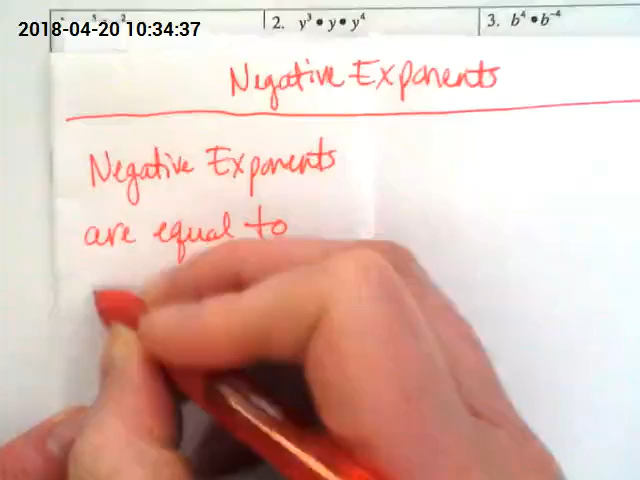 2018-04-20 10:34:37
2. y³ • y • y⁴
3. b⁴ • b⁻⁴
Negative Exponents
Negative Exponents
are equal to